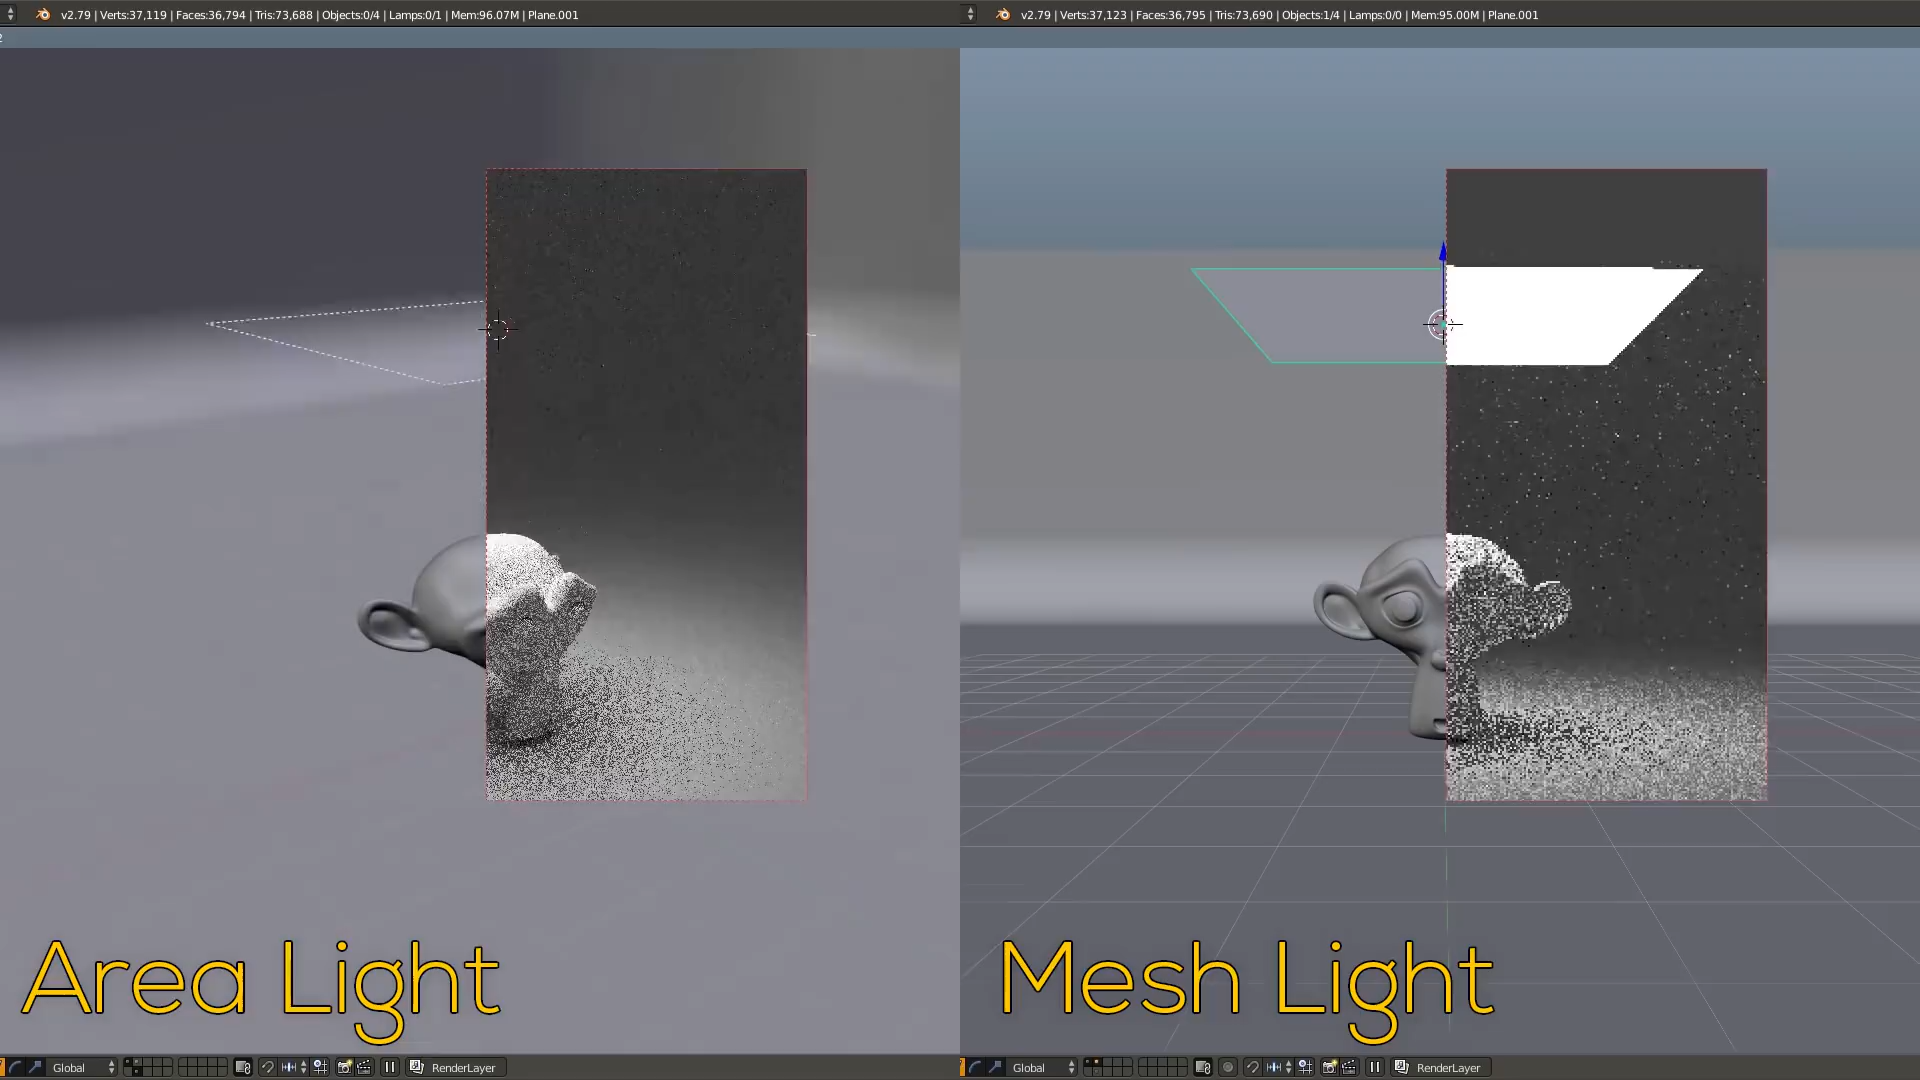 v2.79 | Verts:37,119 | Faces:36,794 | Tris:73,688 | Objects:0/4 | Lamps:0/1 | Mem:96.07M | Plane.001
v2.79 | Verts:37,123 | Faces:36,795 | Tris:73,690 | Objects:1/4 | Lamps:0/0 | Mem:95.00M | Plane.001
2
Area Light
Mesh Light
Global
RenderLayer
Global
RenderLayer